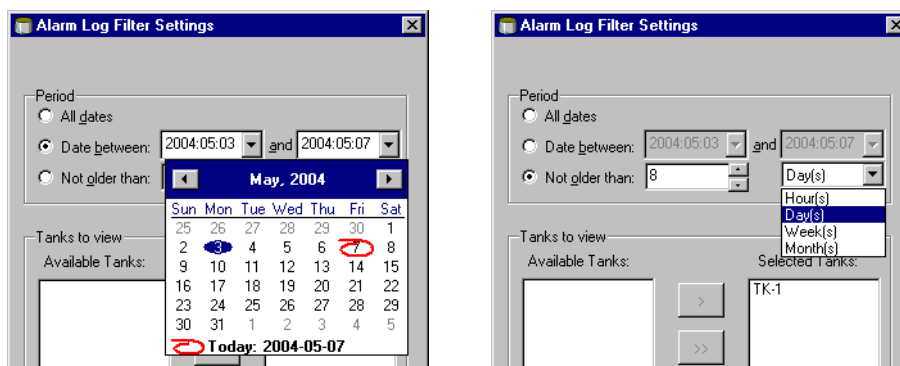 Alarm Log Filter Settings
Period
All dates
Date between: 2004:05:03 and 2004:05:07
Not older than:
May, 2004
Sun Mon Tue Wed Thu Fri Sat
25 26 27 28 29 30 1
2 3 4 5 6 7 8
9 10 11 12 13 14 15
16 17 18 19 20 21 22
23 24 25 26 27 28 29
30 31 1 2 3 4 5
Today: 2004-05-07
Tanks to view
Available Tanks:
Alarm Log Filter Settings
Period
All dates
Date between: 2004:05:03 and 2004:05:07
Not older than: 8 Day(s)
Hour(s)
Day(s)
Week(s)
Month(s)
Tanks to view
Available Tanks: Selected Tanks:
TK-1
>
>>